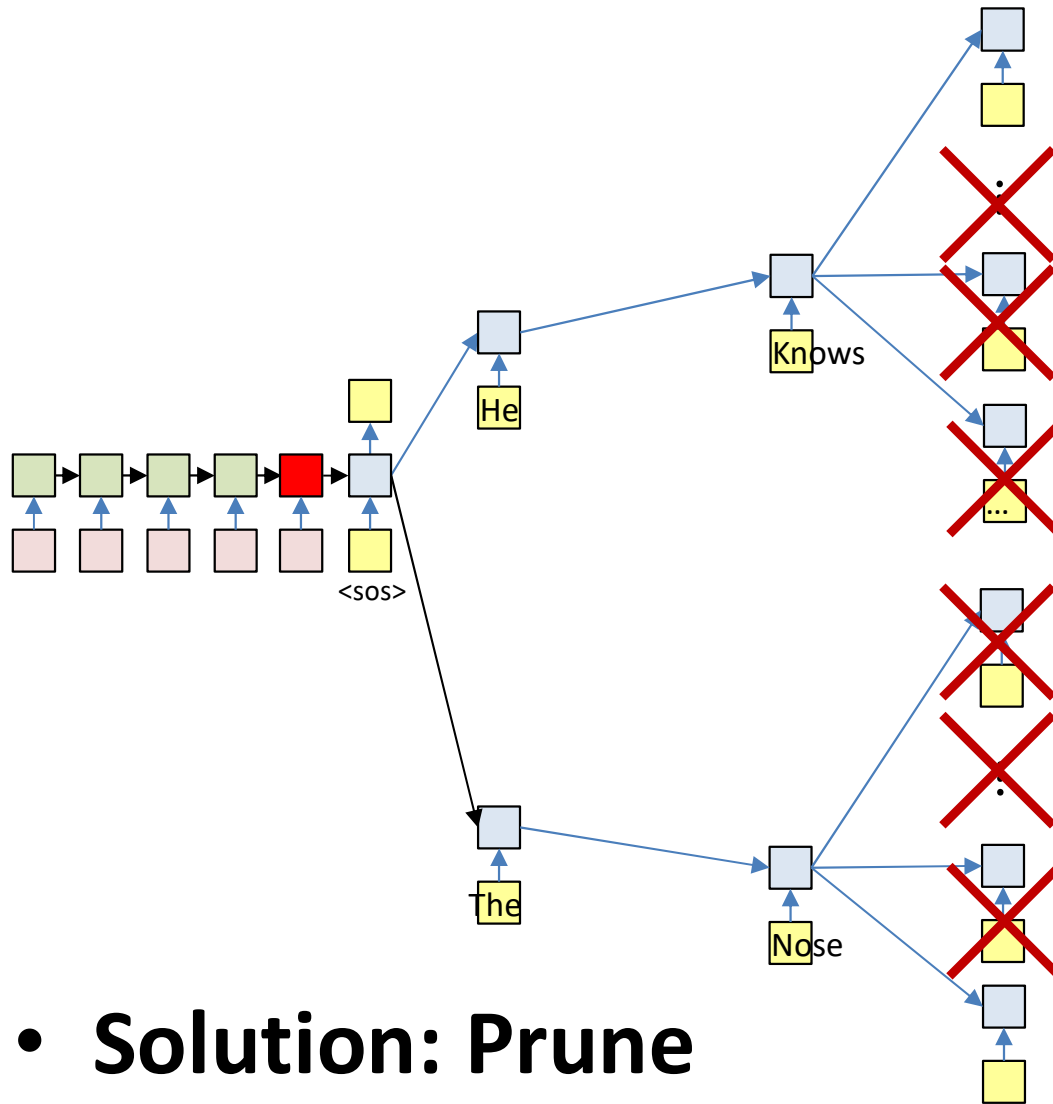 Knows
He
...
<sos>
The
Nose
• Solution: Prune